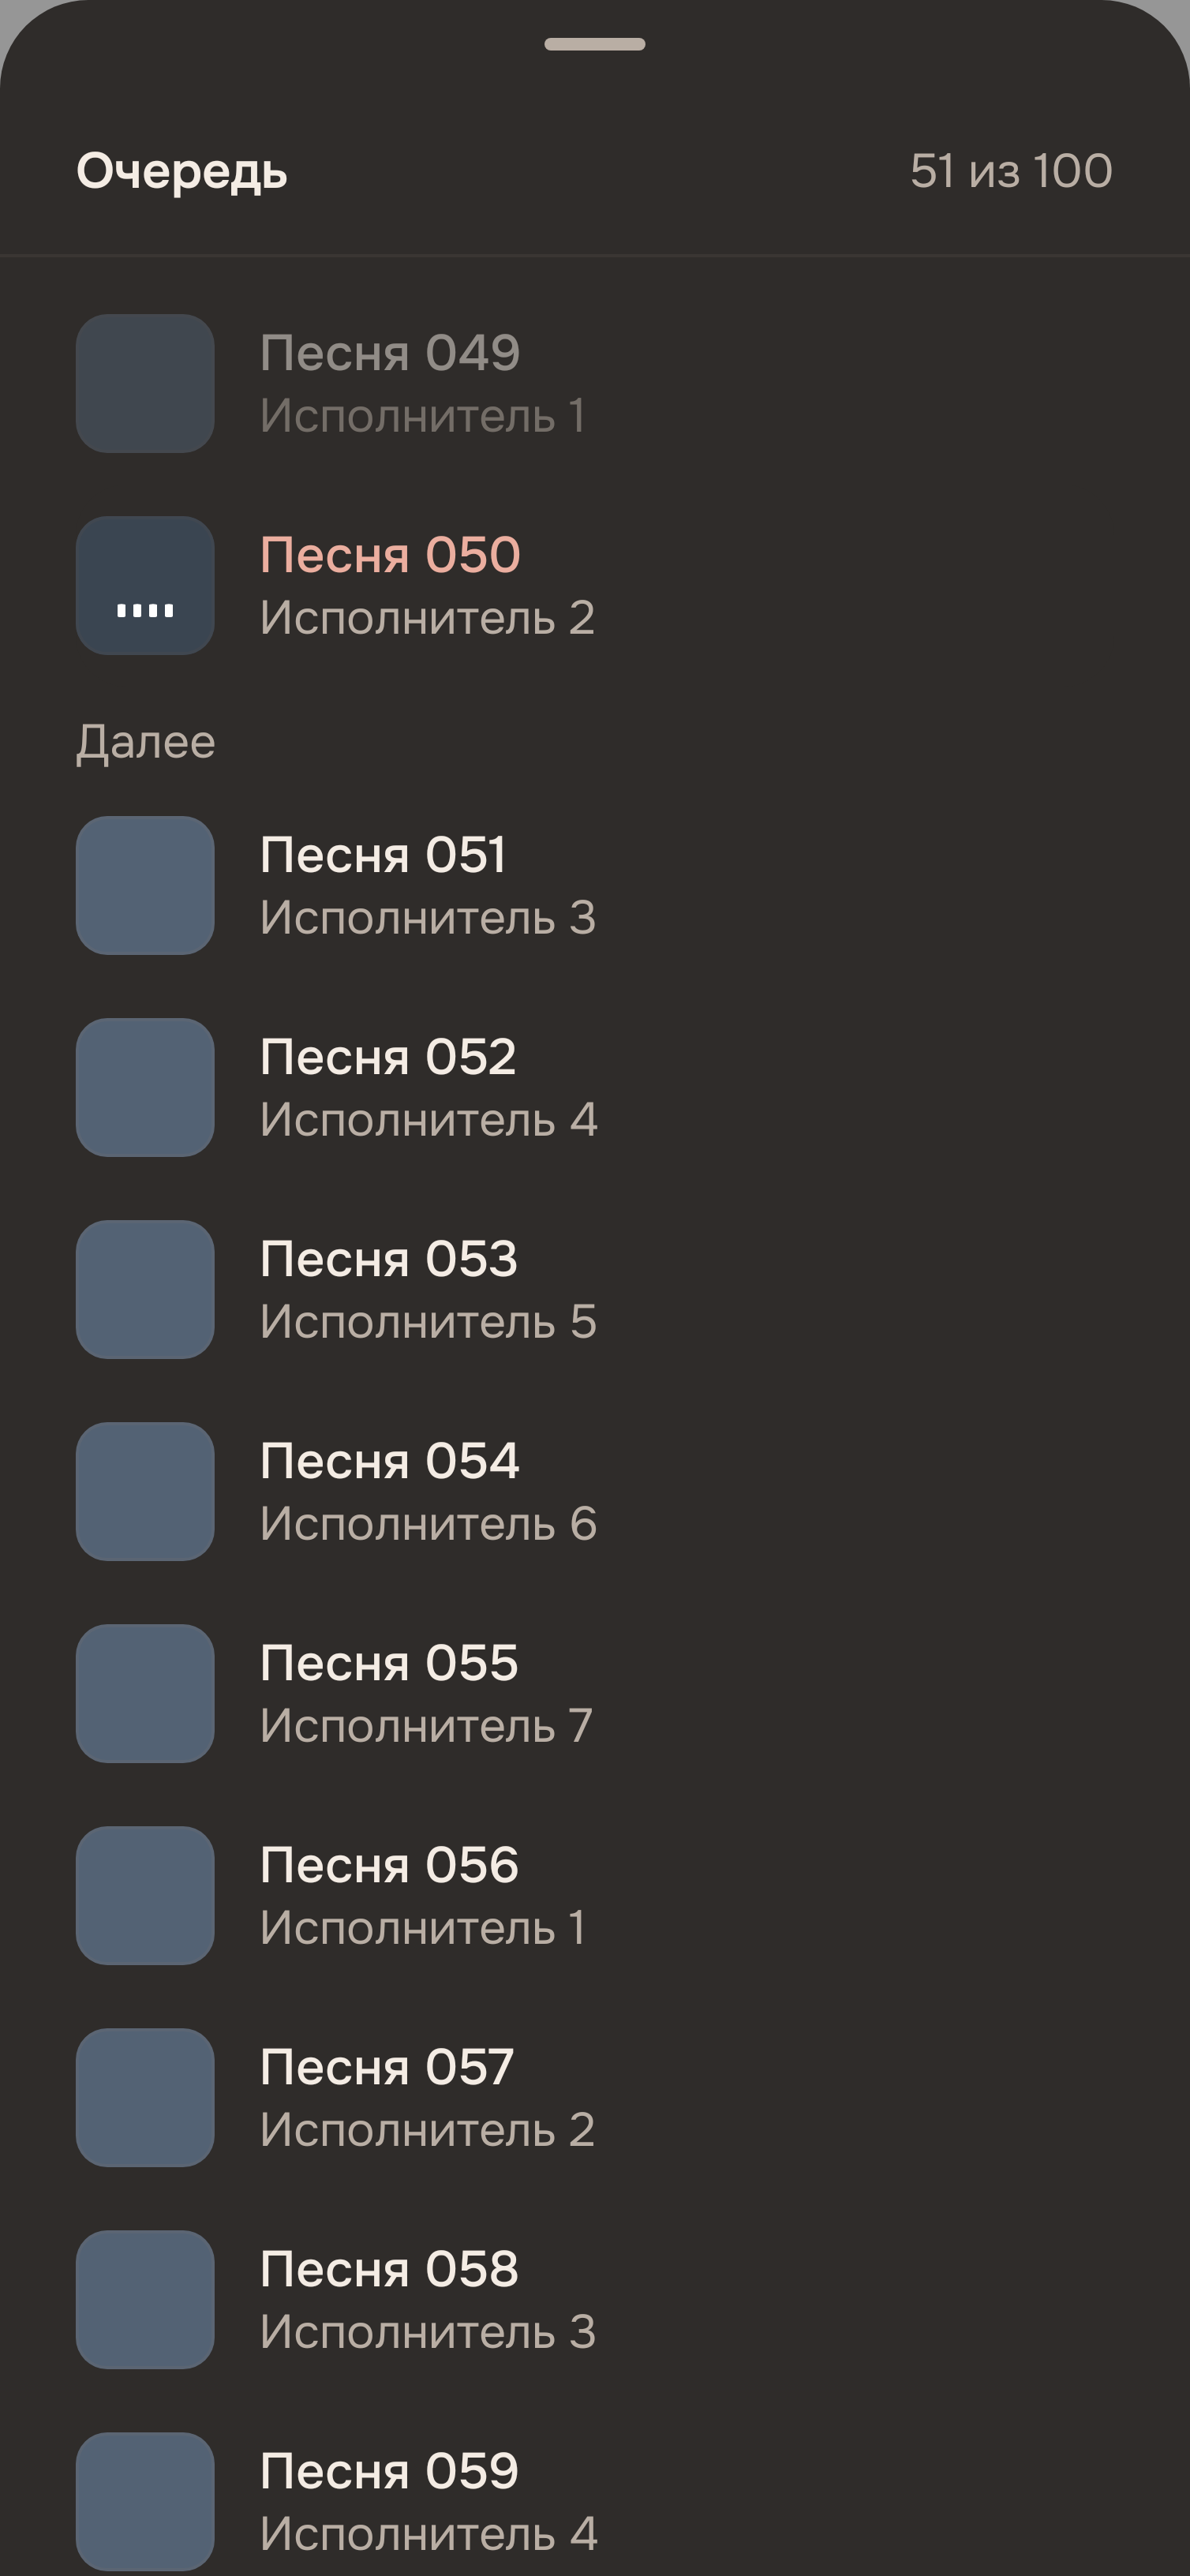 Очередь
51 из 100
Песня 049
Исполнитель 1
Песня 050
Исполнитель 2
Далее
Песня 051
Исполнитель 3
Песня 052
Исполнитель 4
Песня 053
Исполнитель 5
Песня 054
Исполнитель 6
Песня 055
Исполнитель 7
Песня 056
Исполнитель 1
Песня 057
Исполнитель 2
Песня 058
Исполнитель 3
Песня 059
Исполнитель 4